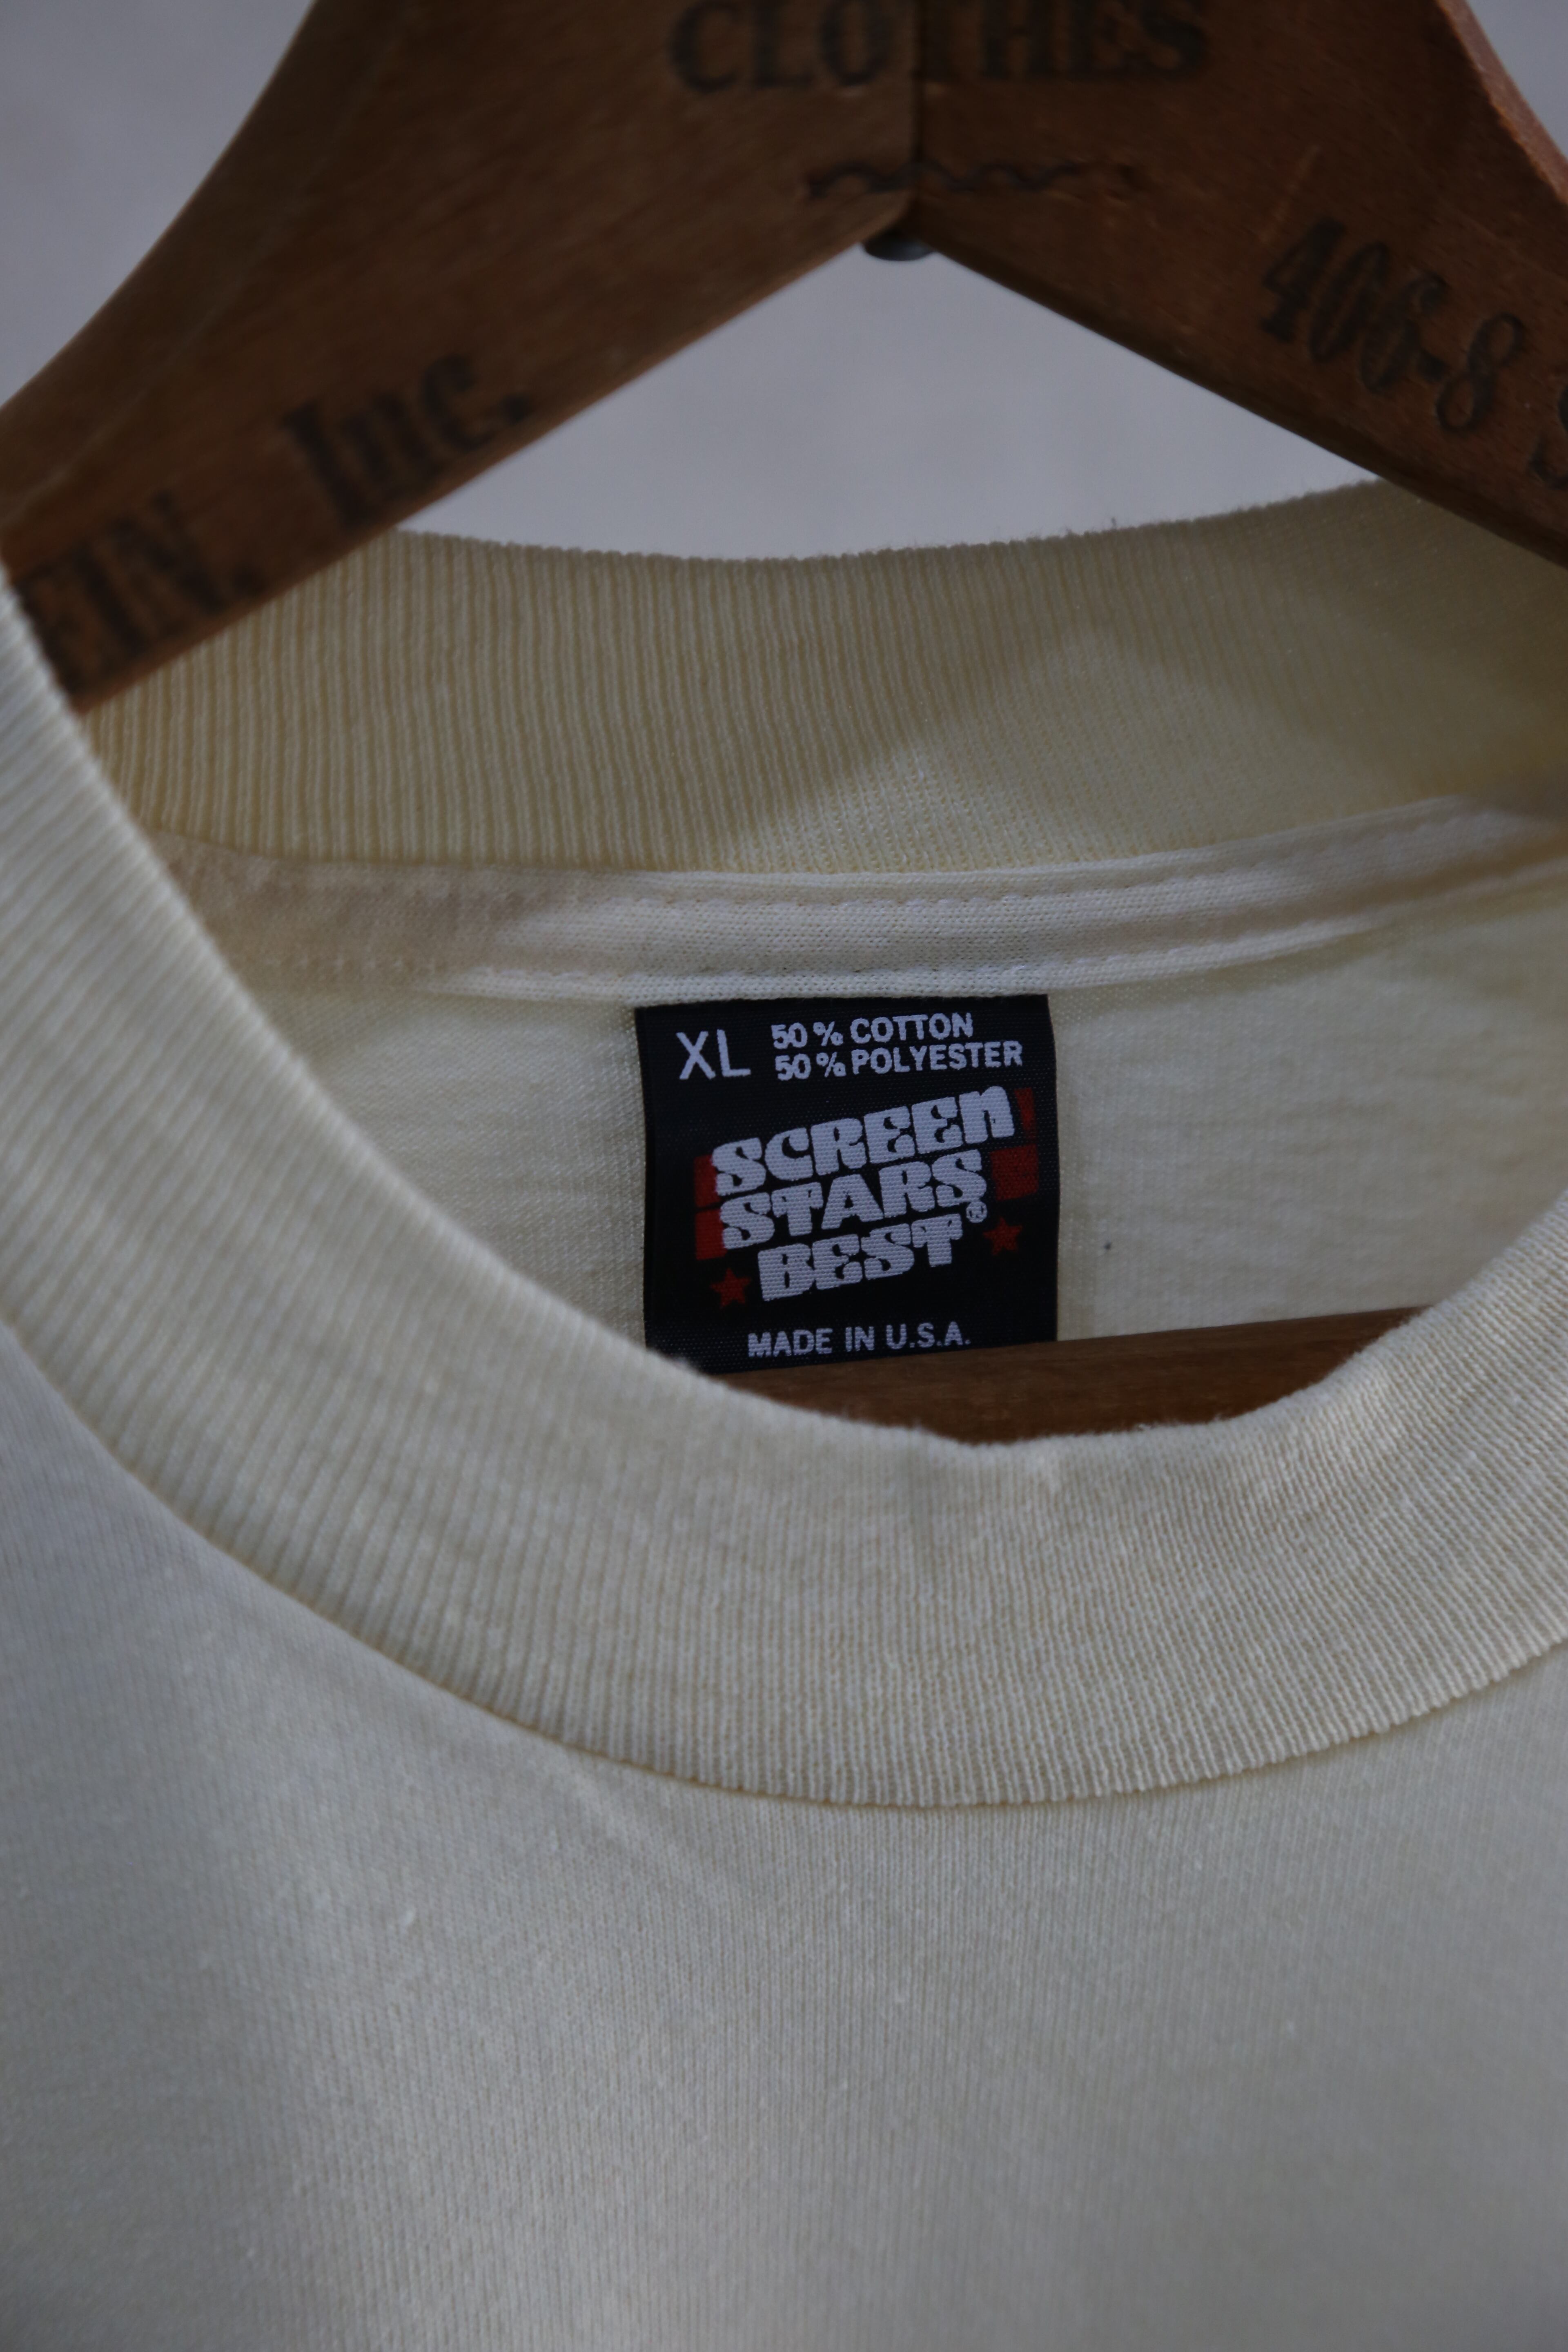 CLOTHES
Inc.
406-8
XL
50% COTTON
50% POLYESTER
SCREEN
STARS
BEST®
MADE IN U.S.A.